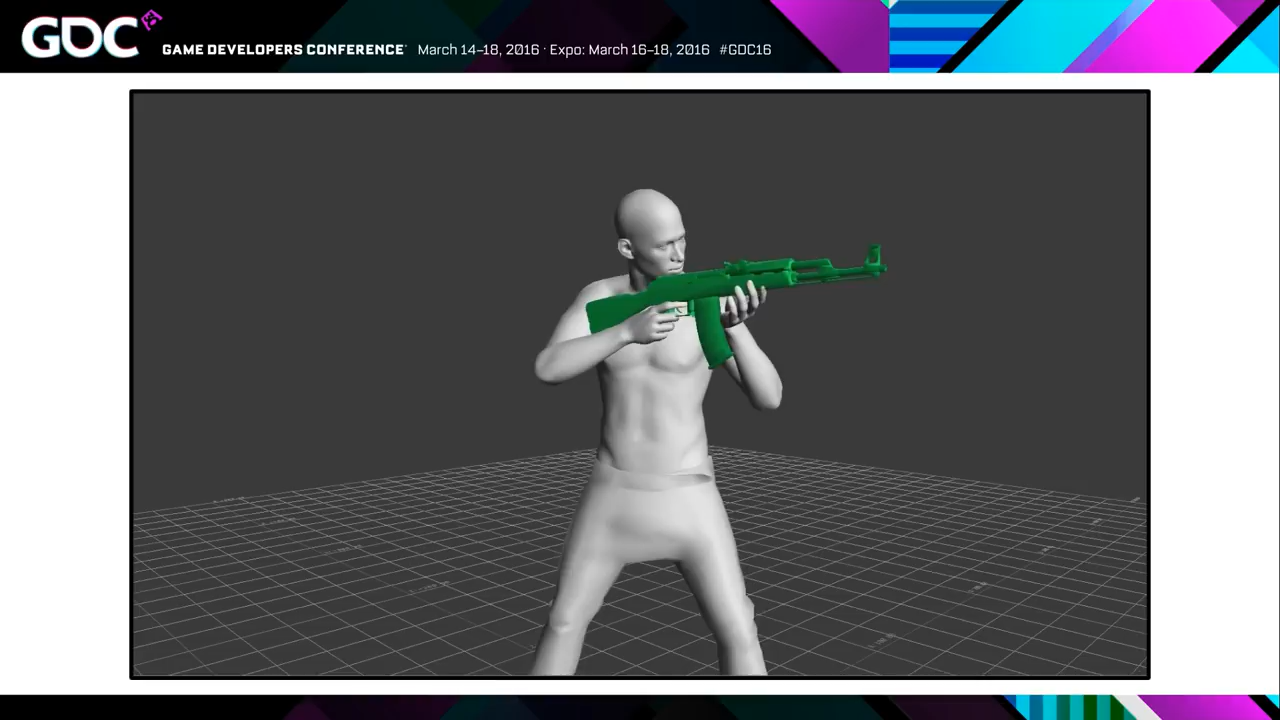 GDC
GAME DEVELOPERS CONFERENCE March 14–18, 2016 · Expo: March 16–18, 2016 #GDC16